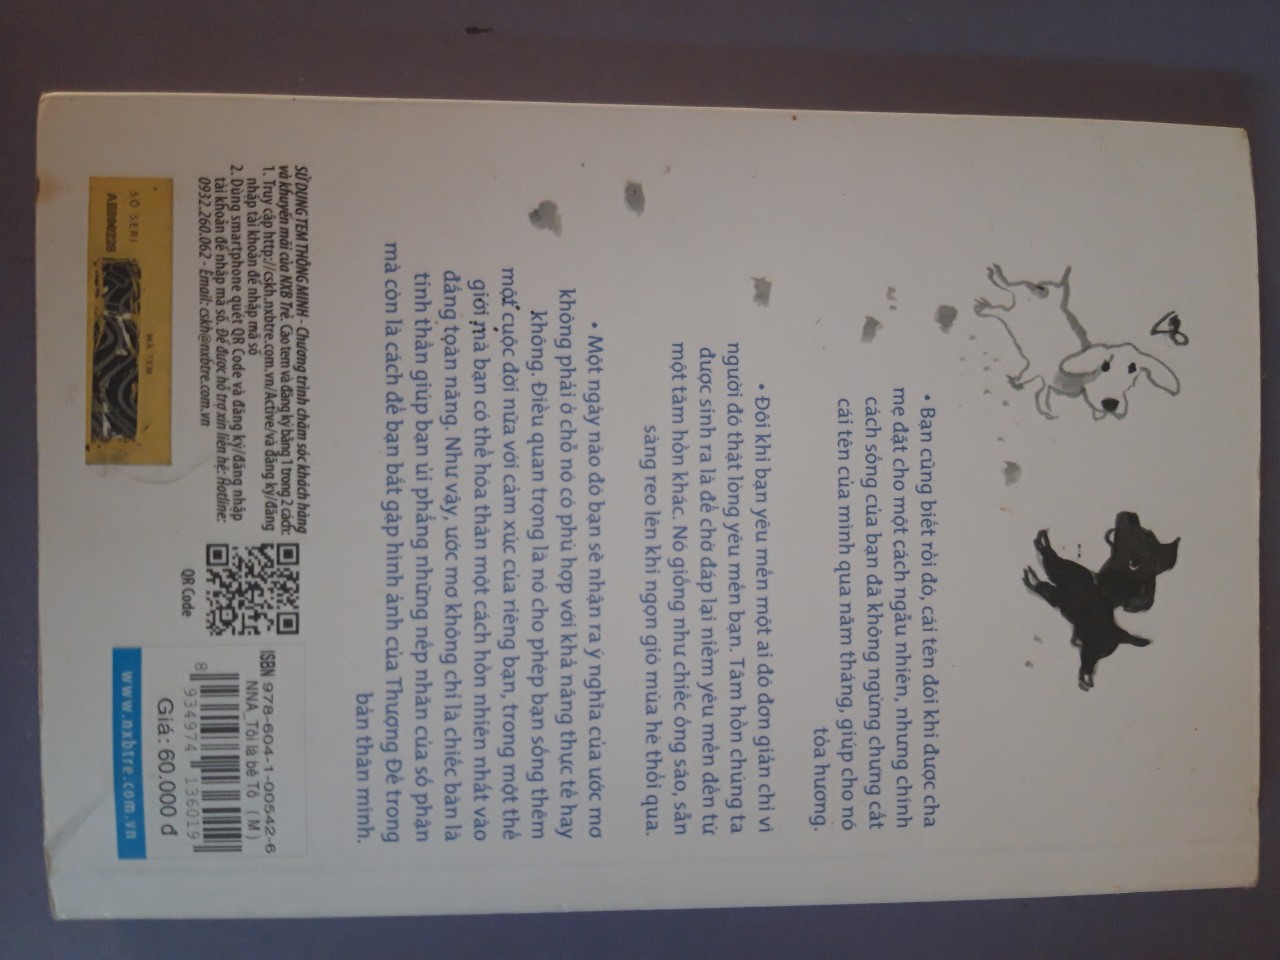 • Bạn cũng biết rồi đó, cái tên đôi khi được cha
mẹ đặt cho một cách ngẫu nhiên, nhưng chính
cách sống của bạn đã không ngừng chưng cất
cái tên của mình qua năm tháng, giúp cho nó
tỏa hương.
• Đôi khi bạn yêu mến một ai đó đơn giản chỉ vì
người đó thật lòng yêu mến bạn. Tâm hồn chúng ta
được sinh ra là để chờ đáp lại niềm yêu mến đến từ
một tâm hồn khác. Nó giống như chiếc ống sáo, sẵn
sàng reo lên khi ngọn gió mùa hè thổi qua.
• Một ngày nào đó bạn sẽ nhận ra ý nghĩa của ước mơ
không phải ở chỗ nó có phù hợp với khả năng thực tế hay
không. Điều quan trọng là nó cho phép bạn sống thêm
một cuộc đời nữa với cảm xúc của riêng bạn, trong một thế
giới mà bạn có thể hóa thân một cách hồn nhiên nhất vào
đấng toàn năng. Như vậy, ước mơ không chỉ là chiếc bàn là
tinh thần giúp bạn ủi phẳng những nếp nhăn của số phận
mà còn là cách để bạn bắt gặp hình ảnh của Thượng Đế trong
bản thân mình.
SỬ DỤNG TEM THÔNG MINH - Chương trình chăm sóc khách hàng
và khuyến mãi của NXB Trẻ. Cào tem và đăng ký bằng 1 trong 2 cách:
1. Truy cập http://cskh.nxbtre.com.vn/Active/và đăng ký/đăng
nhập tài khoản để nhập mã số
2. Dùng smartphone quét QR Code và đăng ký/đăng nhập
tài khoản để nhập mã số. Để được hỗ trợ xin liên hệ: Hotline:
0932.260.062 - Email: cskh@nxbtre.com.vn
QR Code
ISBN 978-604-1-00542-6
NNA_Tôi là bê Tô (M)
8 934974 136019
Giá: 60.000 đ
www.nxbtre.com.vn
MÃ TEM
SỐ SERI